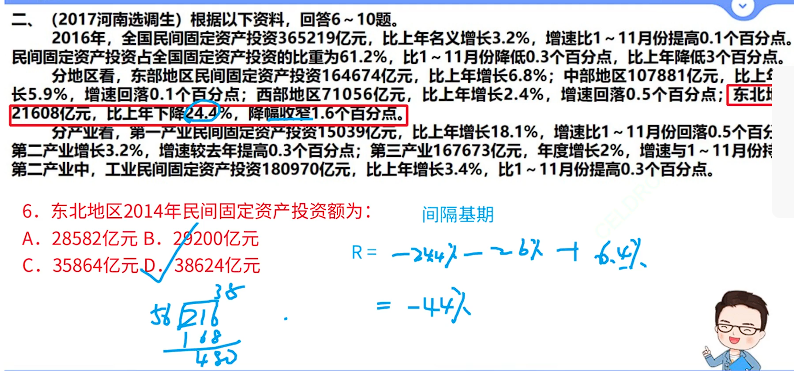 二、（2017河南选调生）根据以下资料，回答6～10题。
2016年，全国民间固定资产投资365219亿元，比上年名义增长3.2%，增速比1～11月份提高0.1个百分点。
民间固定资产投资占全国固定资产投资的比重为61.2%，比1～11月份降低0.3个百分点，比上年降低3个百分点。
分地区看，东部地区民间固定资产投资164674亿元，比上年增长6.8%；中部地区107881亿元，比上年
长5.9%，增速回落0.1个百分点；西部地区71056亿元，比上年增长2.4%，增速回落0.5个百分点；东北地
21608亿元，比上年下降24.4%，降幅收窄1.6个百分点。
分产业看，第一产业民间固定资产投资15039亿元，比上年增长18.1%，增速比1～11月份回落0.5个百分
第二产业增长3.2%，增速较去年提高0.3个百分点；第三产业167673亿元，年度增长2%，增速与1～11月份持
第二产业中，工业民间固定资产投资180970亿元，比上年增长3.4%，比1～11月份提高0.3个百分点。
6．东北地区2014年民间固定资产投资额为：
间隔基期
A．28582亿元 B．29200亿元
C．35864亿元 D．38624亿元
R = -24.4% - 26% + 6.4%
= -44%
38
56 216
168
480